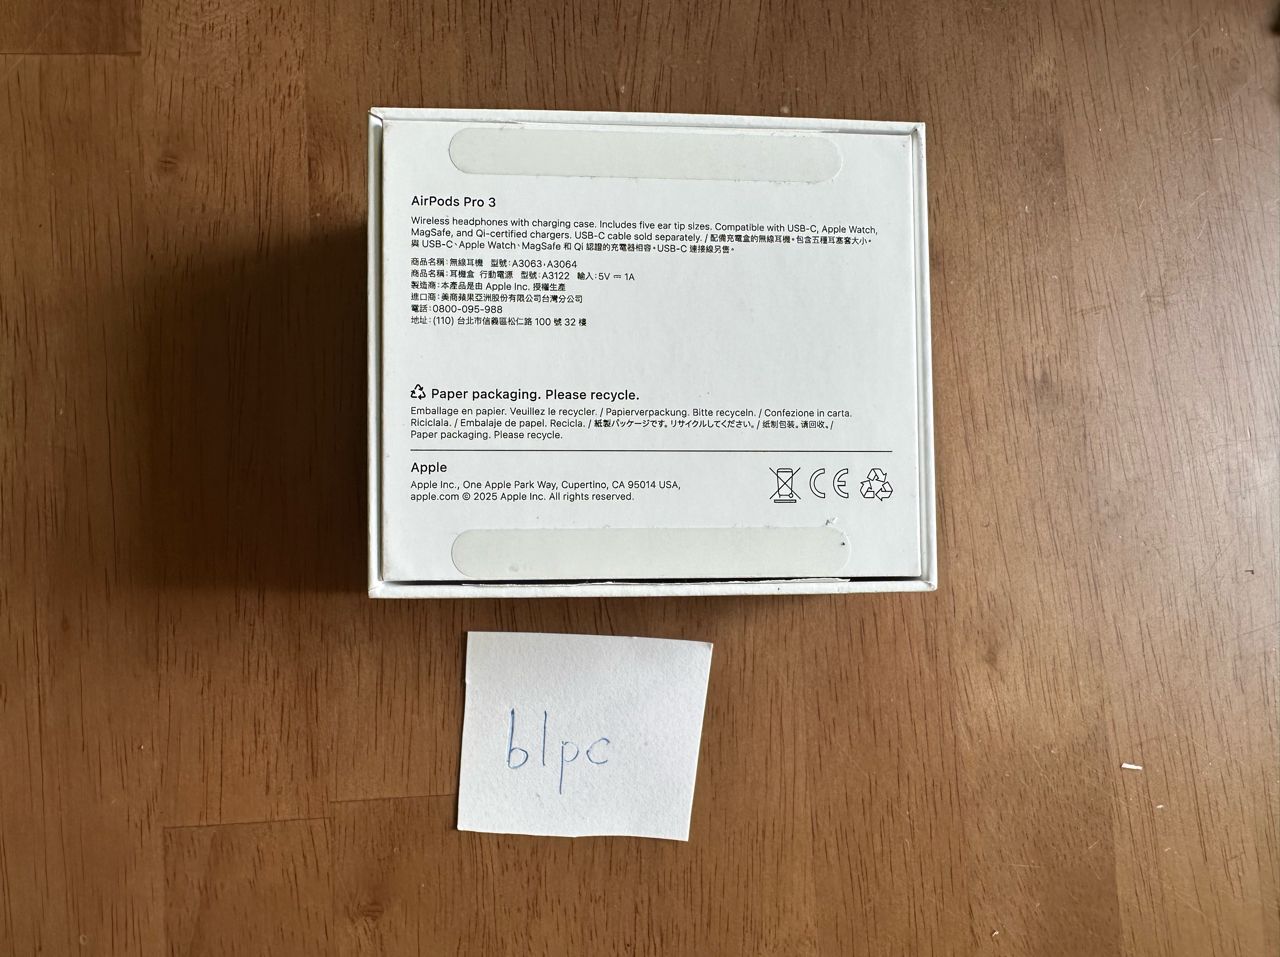 AirPods Pro 3
Wireless headphones with charging case. Includes five ear tip sizes. Compatible with USB-C, Apple Watch,
MagSafe, and Qi-certified chargers. USB-C cable sold separately. / 配備充電盒的無線耳機。包含五種耳塞套大小。
與 USB-C、Apple Watch、MagSafe 和 Qi 認證的充電器相容。USB-C 連接線另售。
商品名稱：無線耳機 型號：A3063、A3064
商品名稱：耳機盒 行動電源 型號：A3122 輸入：5V ⎓ 1A
製造商：本產品是由 Apple Inc. 授權生產
進口商：美商蘋果亞洲股份有限公司台灣分公司
電話：0800-095-988
地址：(110) 台北市信義區松仁路 100 號 32 樓
Paper packaging. Please recycle.
Emballage en papier. Veuillez le recycler. / Papierverpackung. Bitte recyceln. / Confezione in carta.
Riciclala. / Embalaje de papel. Recicla. / 紙製パッケージです。リサイクルしてください。 / 纸制包装。请回收。 /
Paper packaging. Please recycle.
Apple
Apple Inc., One Apple Park Way, Cupertino, CA 95014 USA,
apple.com © 2025 Apple Inc. All rights reserved.
CE
blpc